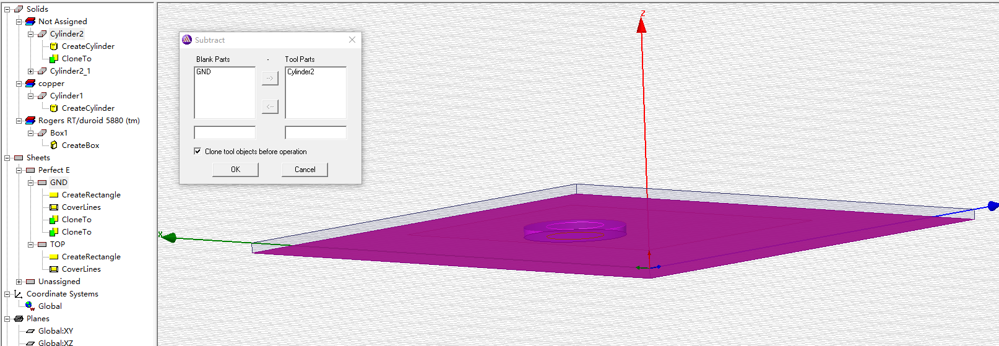 Solids
Not Assigned
Cylinder2
CreateCylinder
CloneTo
Cylinder2_1
copper
Cylinder1
CreateCylinder
Rogers RT/duroid 5880 (tm)
Box1
CreateBox
Sheets
Perfect E
GND
CreateRectangle
CoverLines
CloneTo
CloneTo
TOP
CreateRectangle
CoverLines
Unassigned
Coordinate Systems
Global
Planes
Global:XY
Global:XZ
Subtract
Blank Parts - Tool Parts
GND
Cylinder2
-->
<--
Clone tool objects before operation
OK Cancel
Z
X